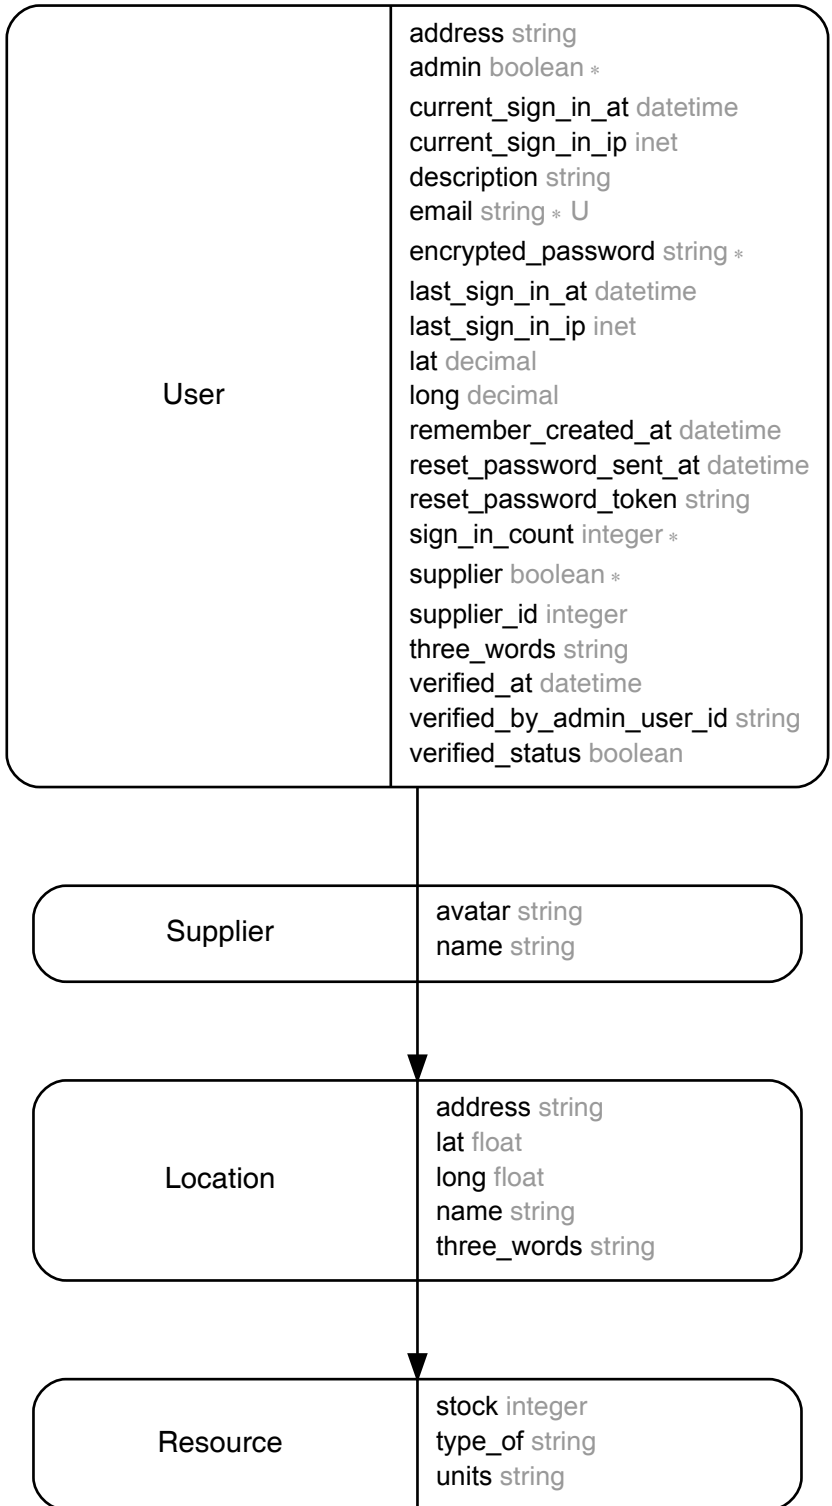 User
address string
admin boolean *
current_sign_in_at datetime
current_sign_in_ip inet
description string
email string * U
encrypted_password string *
last_sign_in_at datetime
last_sign_in_ip inet
lat decimal
long decimal
remember_created_at datetime
reset_password_sent_at datetime
reset_password_token string
sign_in_count integer *
supplier boolean *
supplier_id integer
three_words string
verified_at datetime
verified_by_admin_user_id string
verified_status boolean
Supplier
avatar string
name string
Location
address string
lat float
long float
name string
three_words string
Resource
stock integer
type_of string
units string